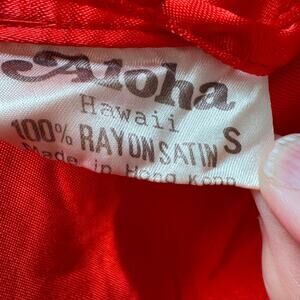 Aloha
Hawaii
100% RAYON SATIN S
Made in Hong Kong